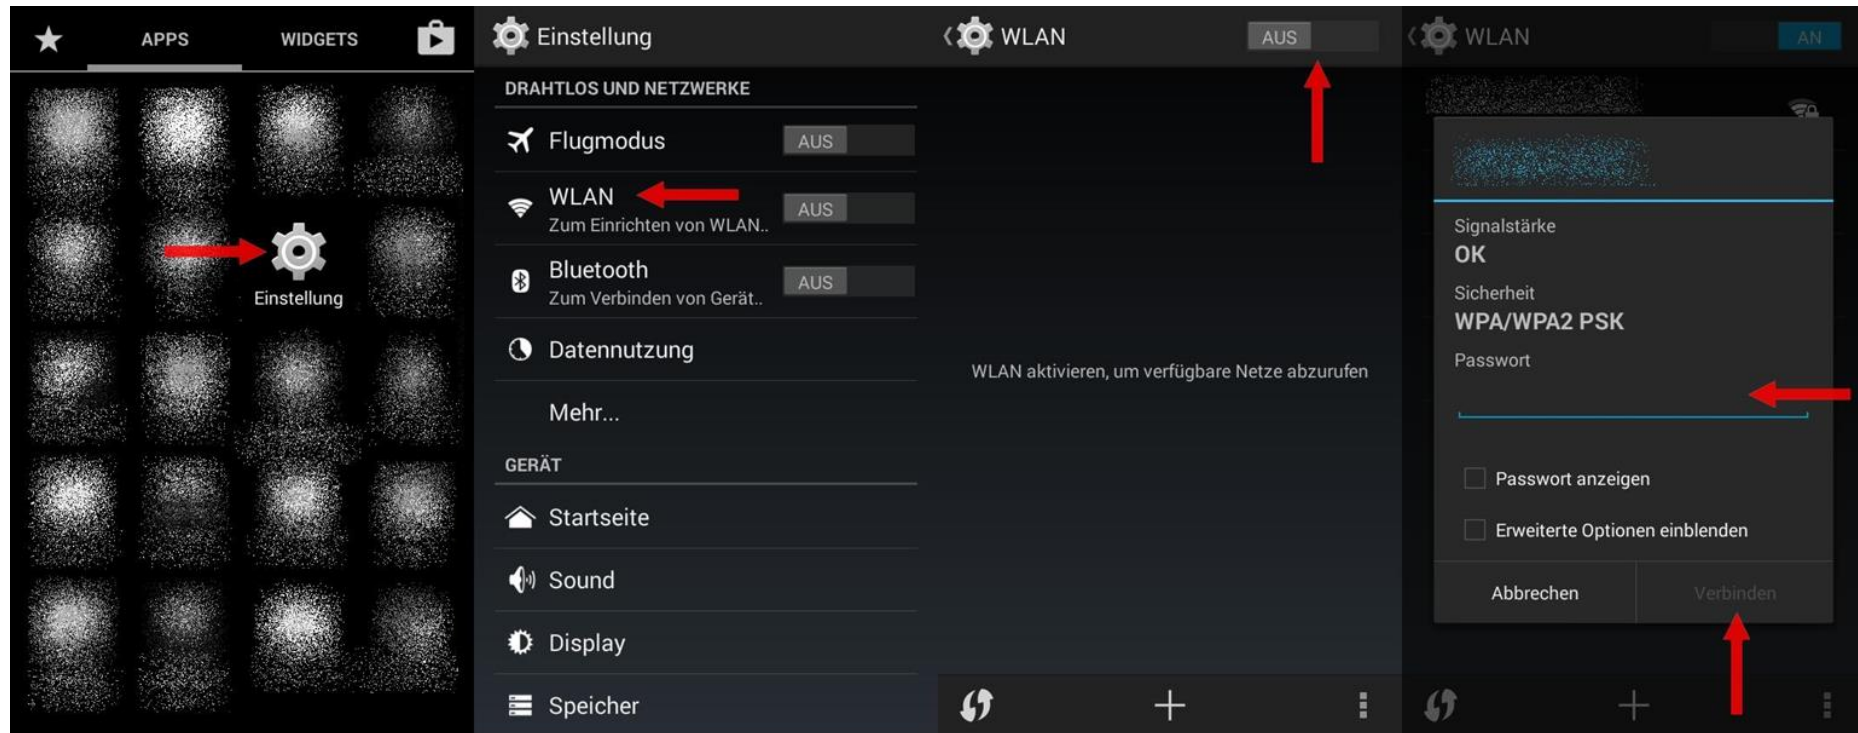 APPS
WIDGETS
Einstellung
Einstellung
DRAHTLOS UND NETZWERKE
Flugmodus
AUS
WLAN
Zum Einrichten von WLAN..
AUS
Bluetooth
Zum Verbinden von Gerät..
AUS
Datennutzung
Mehr...
GERÄT
Startseite
Sound
Display
Speicher
WLAN
AUS
WLAN aktivieren, um verfügbare Netze abzurufen
WLAN
AN
Signalstärke
OK
Sicherheit
WPA/WPA2 PSK
Passwort
Passwort anzeigen
Erweiterte Optionen einblenden
Abbrechen
Verbinden